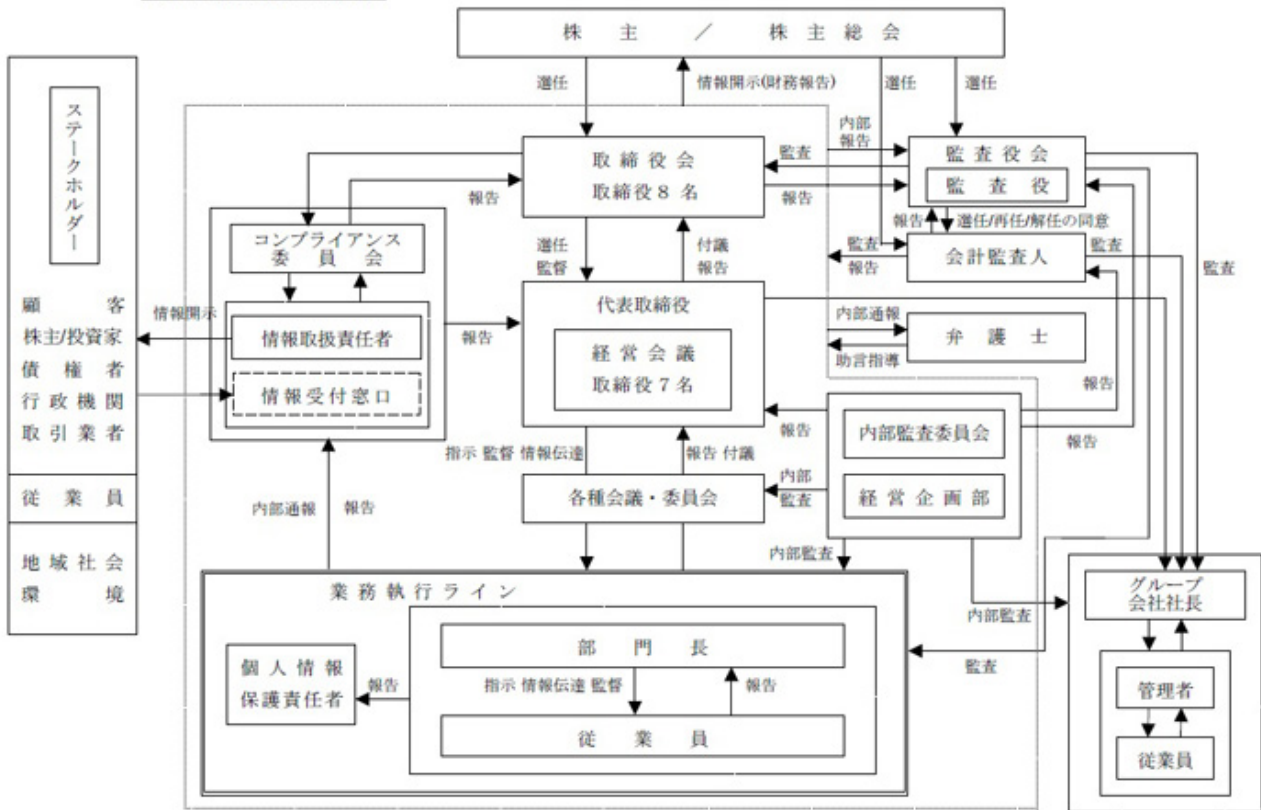 株主／株主総会
選任
情報開示(財務報告)
選任
選任
ステークホルダー
顧客
株主/投資家
債権者
行政機関
取引業者
従業員
地域社会
環境
取締役会
取締役8名
監査
報告
内部
報告
監査役会
監査役
報告
選任/再任/解任の同意
会計監査人
監査
報告
監査
監査
報告
コンプライアンス
委員会
情報取扱責任者
情報受付窓口
情報開示
報告
選任
監督
付議
報告
代表取締役
経営会議
取締役7名
内部通報
助言指導
弁護士
報告
報告
報告
内部監査委員会
経営企画部
指示 監督 情報伝達
報告 付議
各種会議・委員会
内部
監査
内部監査
内部通報
報告
内部監査
監査
業務執行ライン
個人情報
保護責任者
報告
部門長
指示 情報伝達 監督
報告
従業員
グループ
会社社長
管理者
従業員